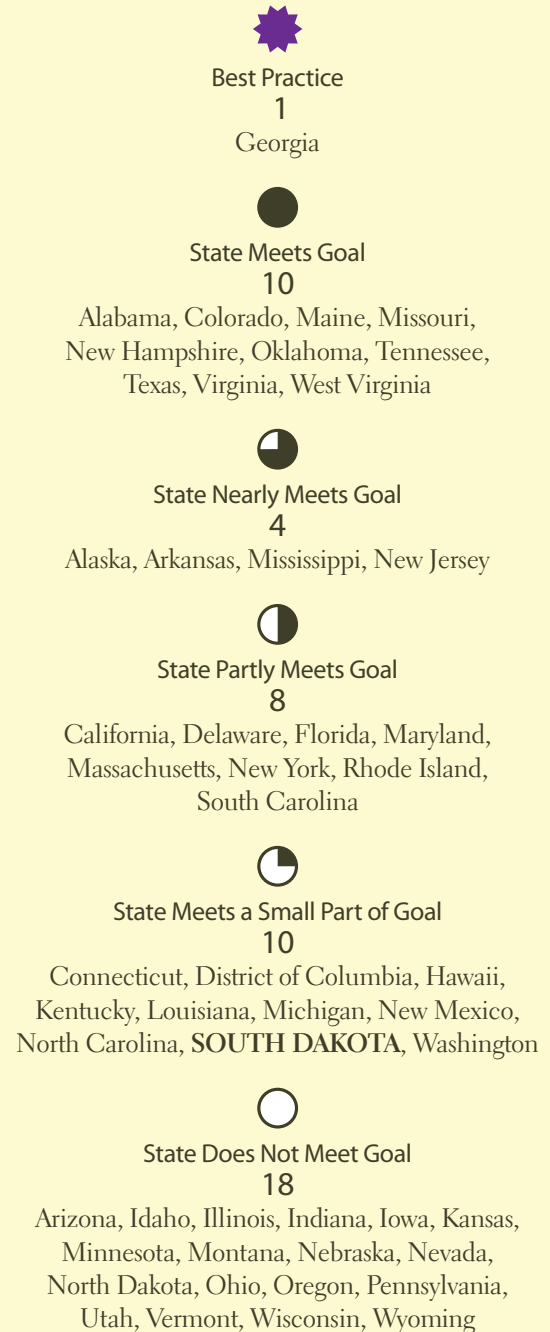 Best Practice
1
Georgia
State Meets Goal
10
Alabama, Colorado, Maine, Missouri,
New Hampshire, Oklahoma, Tennessee,
Texas, Virginia, West Virginia
State Nearly Meets Goal
4
Alaska, Arkansas, Mississippi, New Jersey
State Partly Meets Goal
8
California, Delaware, Florida, Maryland,
Massachusetts, New York, Rhode Island,
South Carolina
State Meets a Small Part of Goal
10
Connecticut, District of Columbia, Hawaii,
Kentucky, Louisiana, Michigan, New Mexico,
North Carolina, SOUTH DAKOTA, Washington
State Does Not Meet Goal
18
Arizona, Idaho, Illinois, Indiana, Iowa, Kansas,
Minnesota, Montana, Nebraska, Nevada,
North Dakota, Ohio, Oregon, Pennsylvania,
Utah, Vermont, Wisconsin, Wyoming